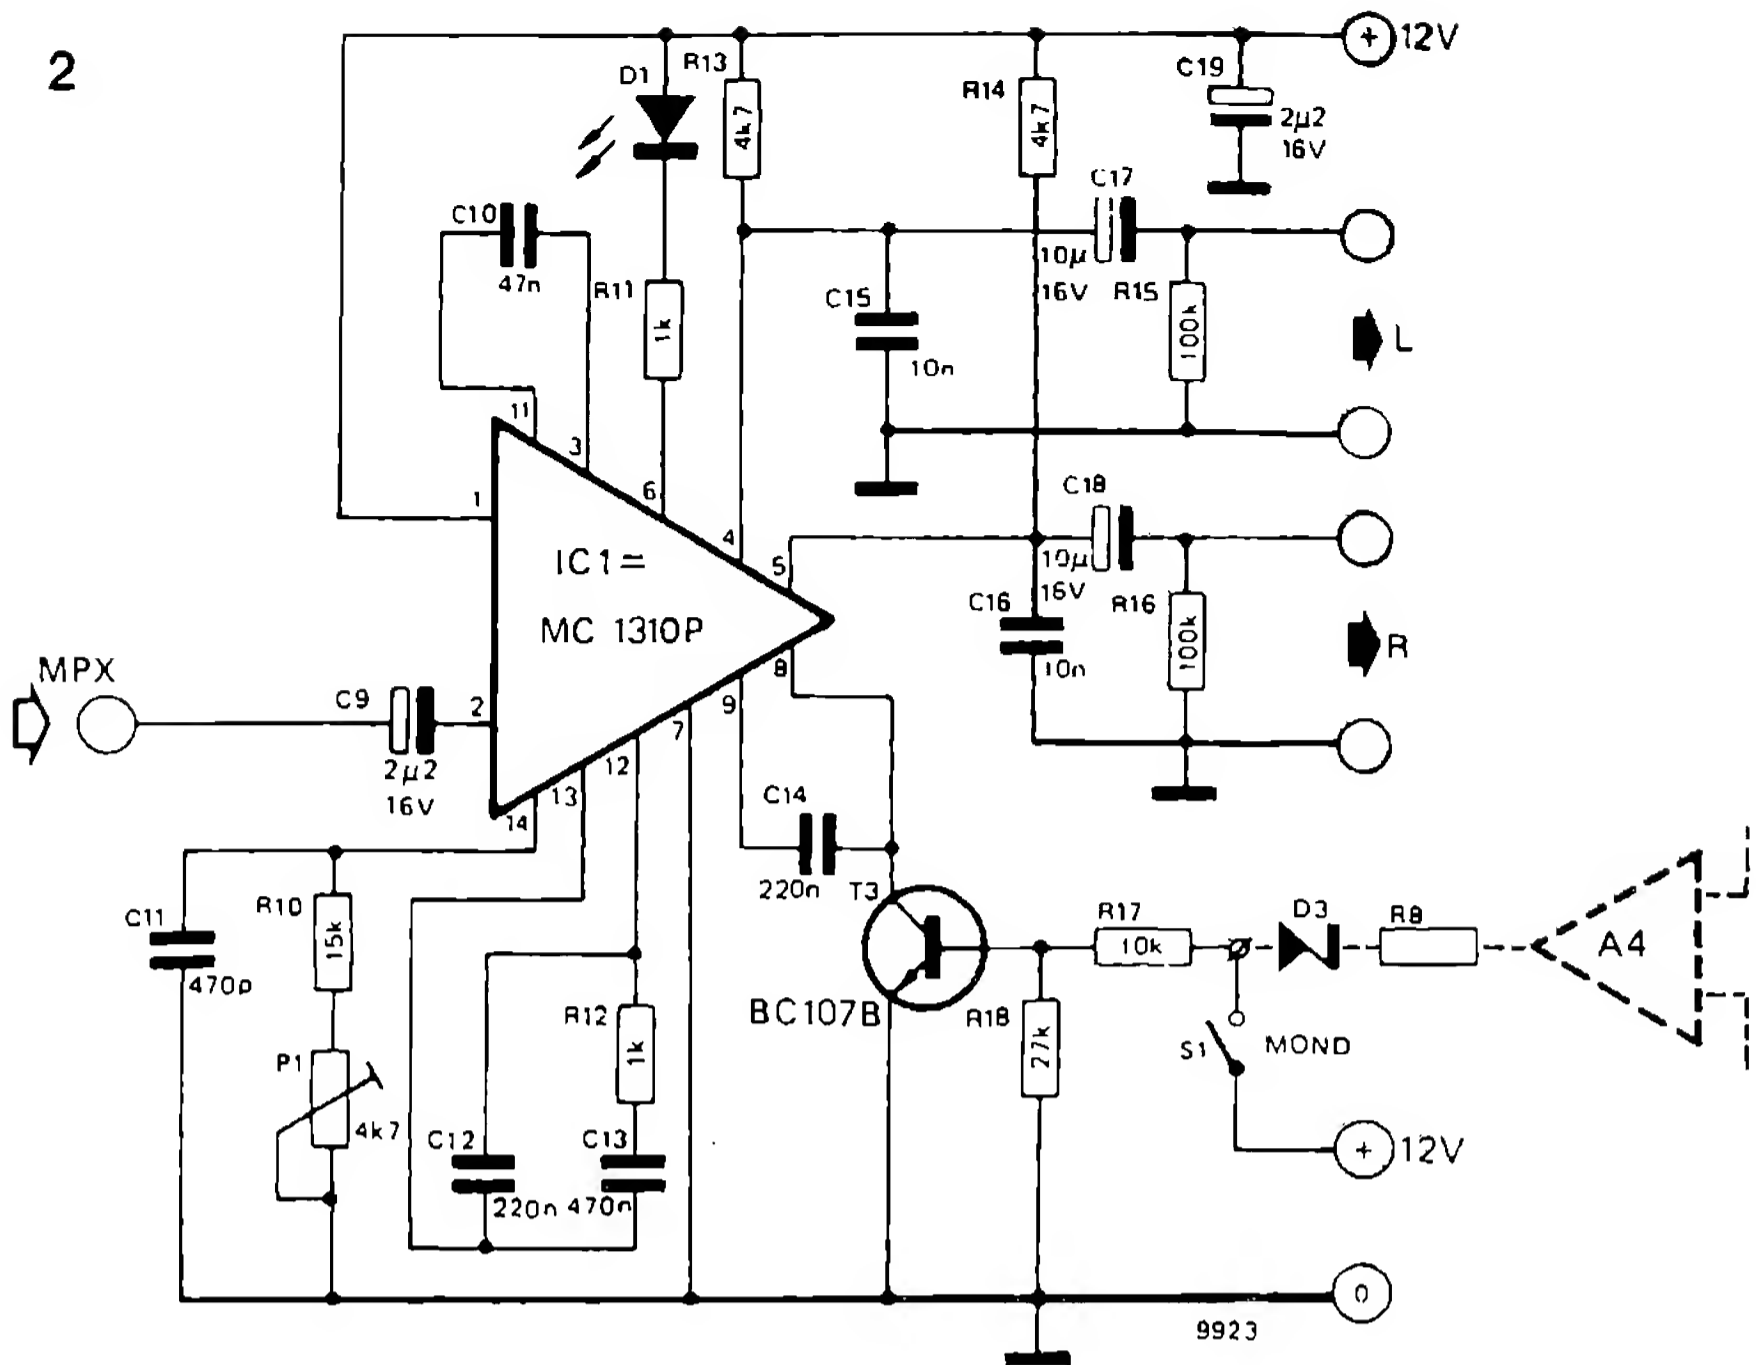 2
12V
R13
D1
4k7
R14
4k7
C19
2µ2
16V
C10
47n
R11
1k
C17
10µ
16V
R15
100k
C15
10n
L
11
3
6
1
4
5
IC1=
MC 1310P
C18
10µ
16V
C16
10n
R16
100k
R
MPX
C9
2µ2
16V
2
8
9
7
12
13
14
C14
220n
T3
BC107B
C11
470p
R10
15k
P1
4k7
R12
1k
C12
220n
C13
470n
R17
10k
R18
27k
D3
R8
A4
S1
MOND
+
12V
+
0
9923